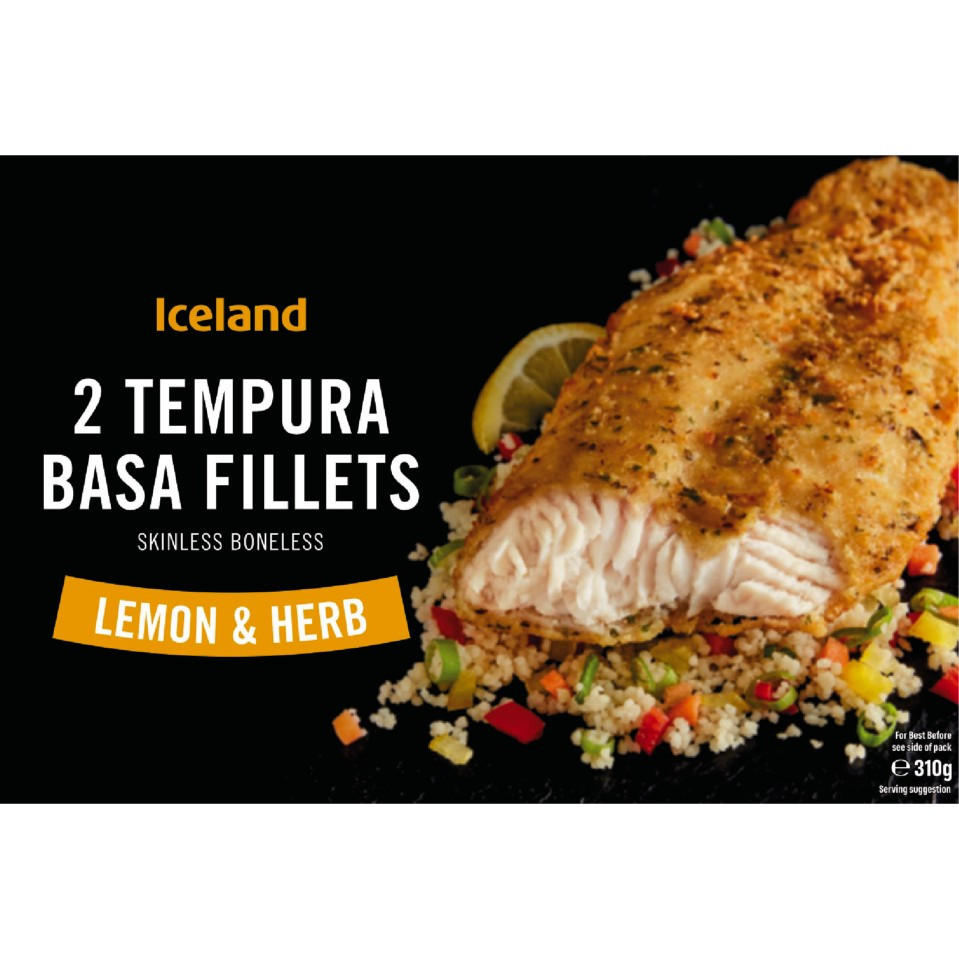 Iceland
2 TEMPURA
BASA FILLETS
SKINLESS BONELESS
LEMON & HERB
For Best Before
see side of pack
℮ 310g
Serving suggestion